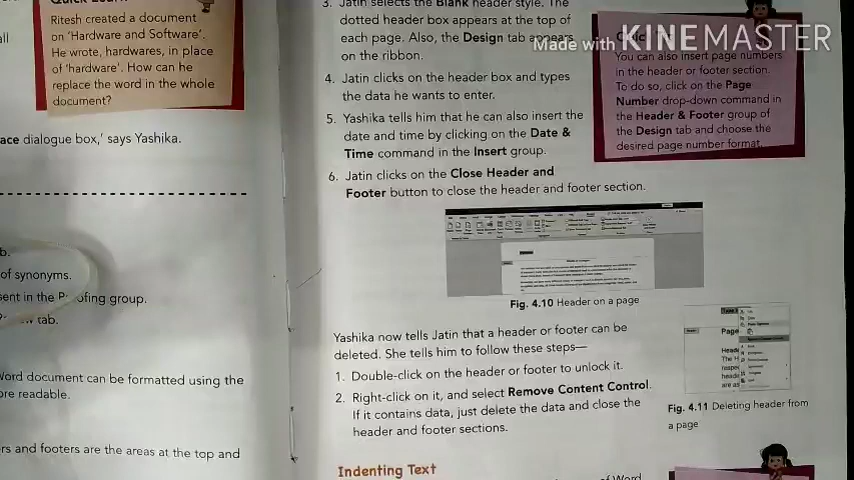 Ritesh created a document
on 'Hardware and Software'.
He wrote, hardwares, in place
of 'hardware'. How can he
replace the word in the whole
document?
ace dialogue box,' says Yashika.
b.
of synonyms.
sent in the Proofing group.
tab.
Word document can be formatted using the
ore readable.
rs and footers are the areas at the top and
3. Jatin selects the Blank header style. The
dotted header box appears at the top of
each page. Also, the Design tab appears
on the ribbon.
4. Jatin clicks on the header box and types
the data he wants to enter.
5. Yashika tells him that he can also insert the
date and time by clicking on the Date &
Time command in the Insert group.
6. Jatin clicks on the Close Header and
Footer button to close the header and footer section.
Made with KINEMASTER
You can also insert page numbers
in the header or footer section.
To do so, click on the Page
Number drop-down command in
the Header & Footer group of
the Design tab and choose the
desired page number format.
Fig. 4.10 Header on a page
Yashika now tells Jatin that a header or footer can be
deleted. She tells him to follow these steps—
1. Double-click on the header or footer to unlock it.
2. Right-click on it, and select Remove Content Control.
If it contains data, just delete the data and close the
header and footer sections.
Fig. 4.11 Deleting header from
a page
Indenting Text
of Word